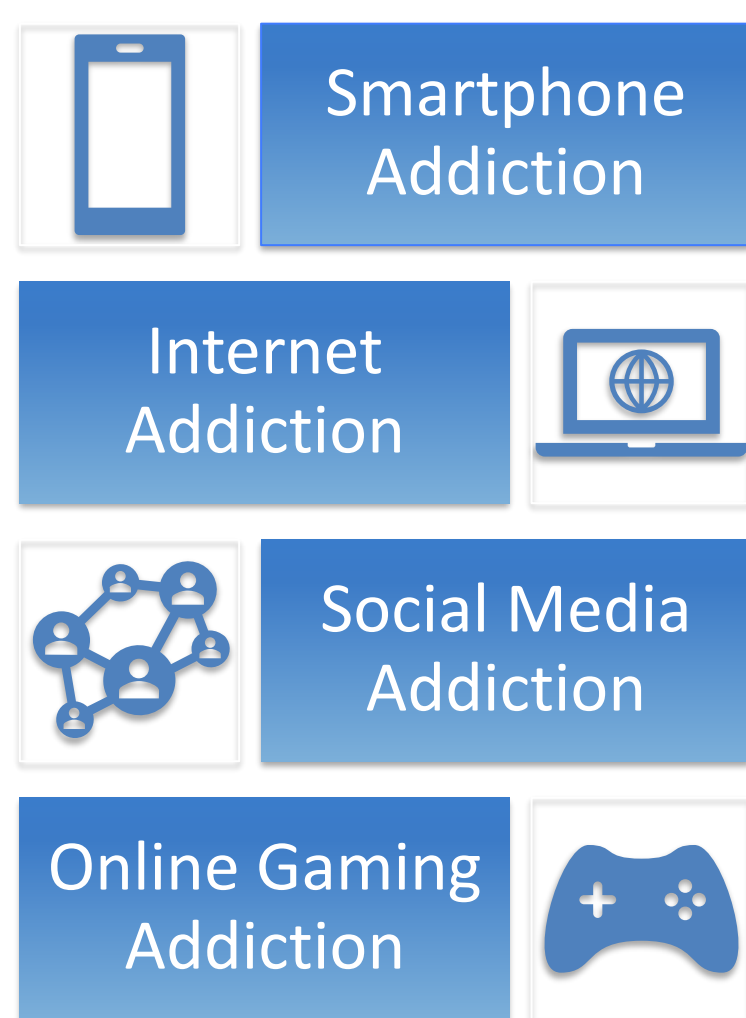 Smartphone
Addiction
Internet
Addiction
Social Media
Addiction
Online Gaming
Addiction